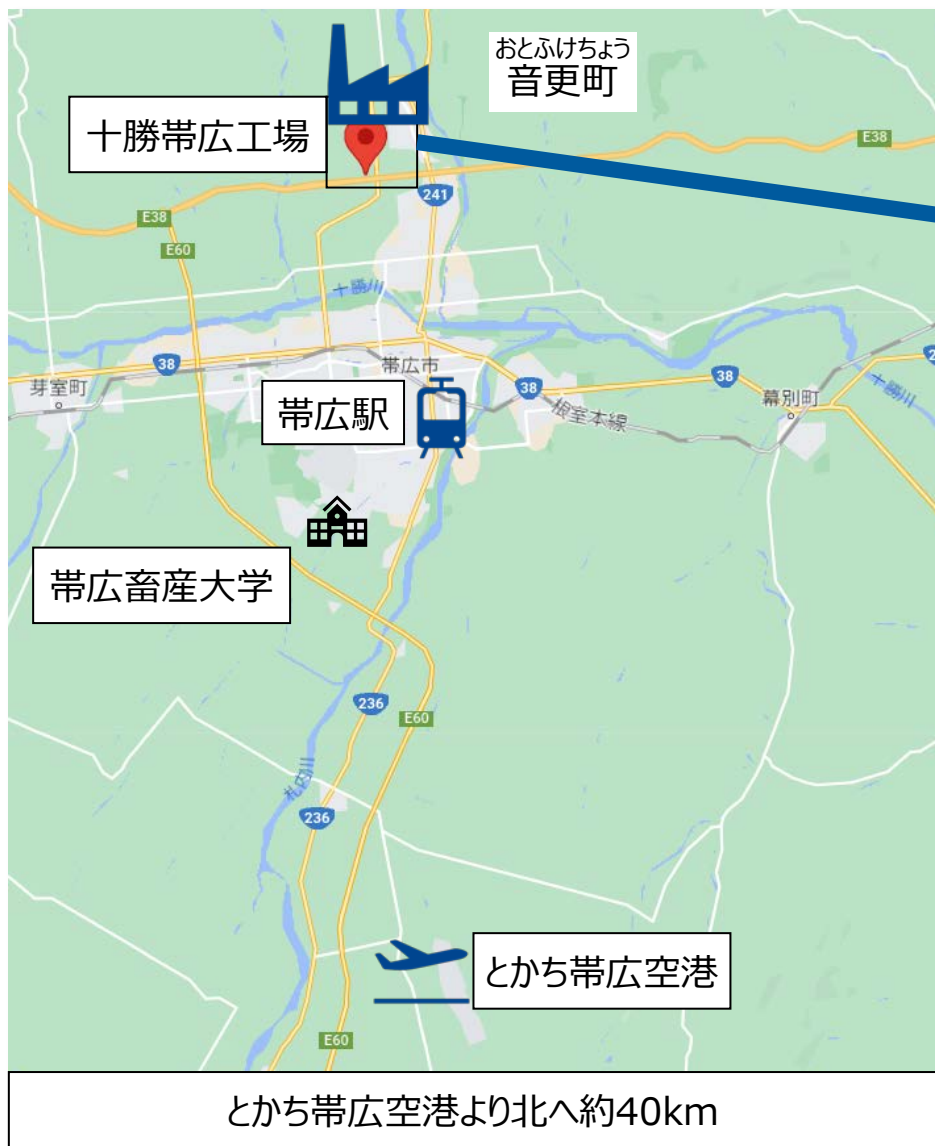 おとふけちょう
音更町
十勝帯広工場
E38
241
E38
E60
十勝川
38
帯広市
芽室町
38
38
2
十勝川
帯広駅
根室本線
幕別町
帯広畜産大学
236
E60
札内川
236
とかち帯広空港
E60
とかち帯広空港より北へ約40km